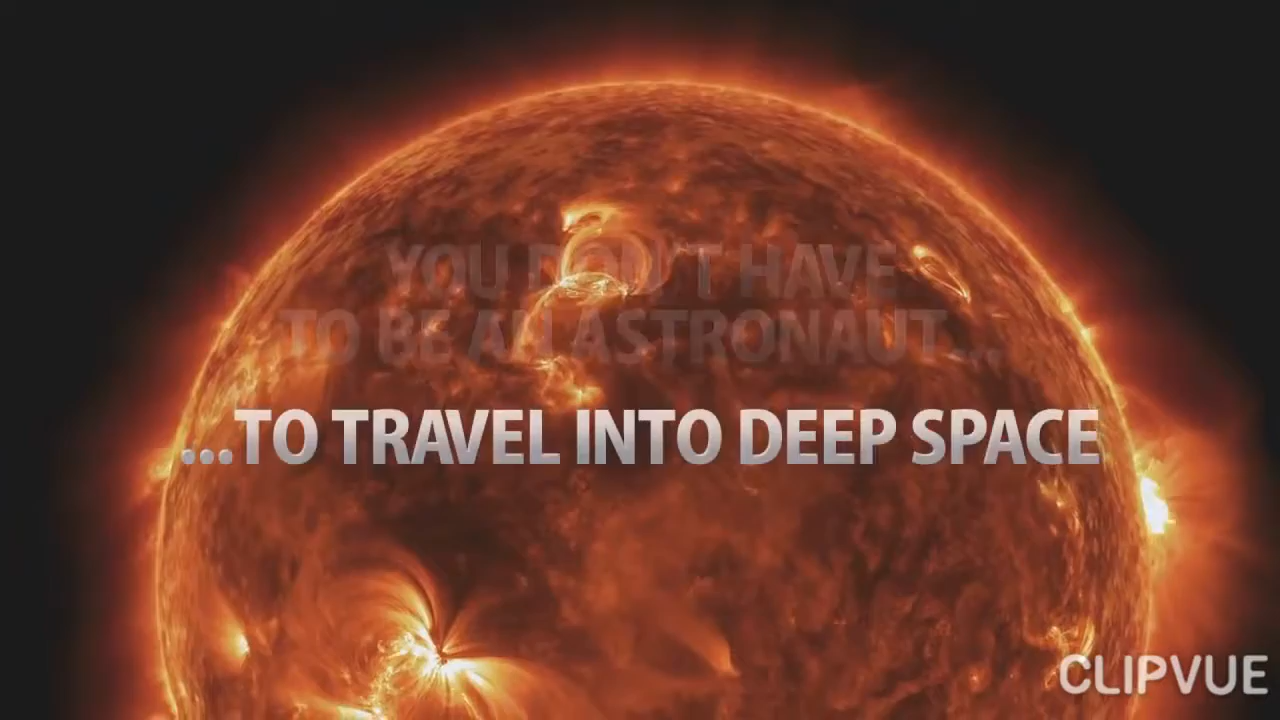 YOU DON'T HAVE
TO BE AN ASTRONAUT...
...TO TRAVEL INTO DEEP SPACE
CLIPVUE